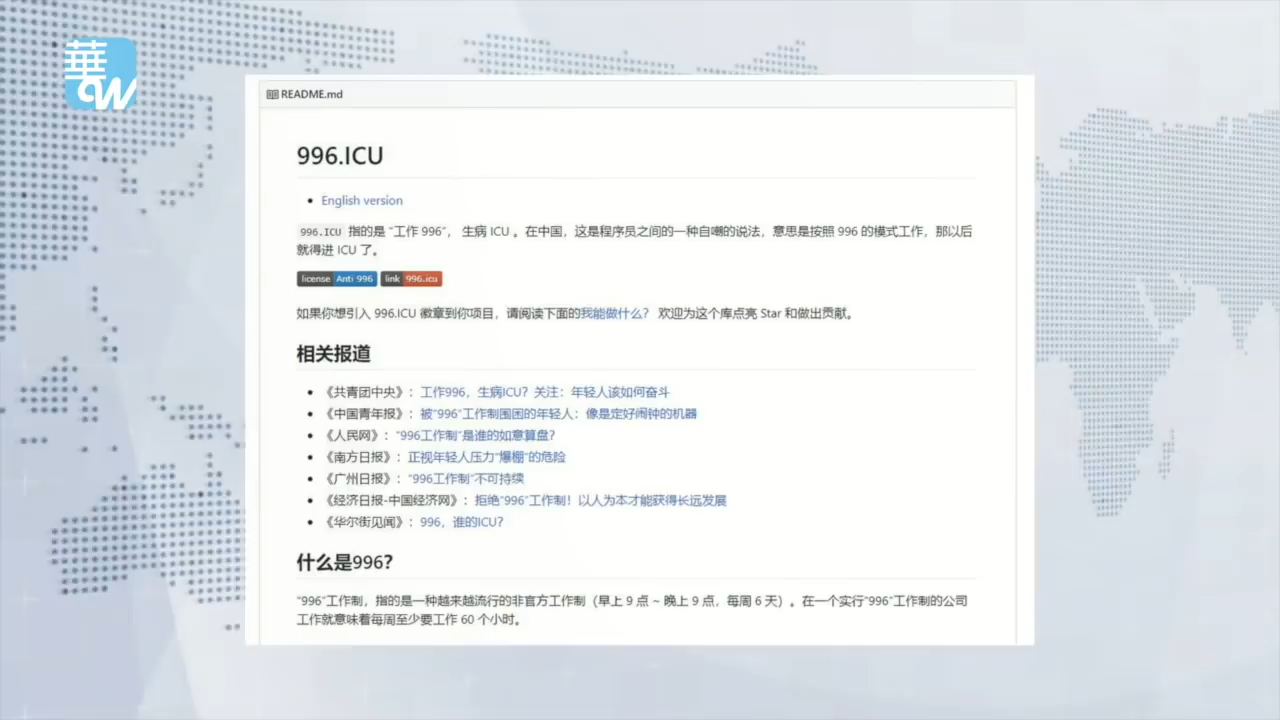 華
cw
README.md
996.ICU
English version
996.ICU 指的是 "工作 996"， 生病 ICU 。在中国，这是程序员之间的一种自嘲的说法，意思是按照 996 的模式工作，那以后
就得进 ICU 了。
license Anti 996 link 996.icu
如果你想引入 996.ICU 徽章到你项目，请阅读下面的我能做什么？ 欢迎为这个库点亮 Star 和做出贡献。
相关报道
《共青团中央》：工作996，生病ICU？关注：年轻人该如何奋斗
《中国青年报》：被"996"工作制围困的年轻人：像是定好闹钟的机器
《人民网》："996工作制"是谁的如意算盘？
《南方日报》：正视年轻人压力"爆棚"的危险
《广州日报》："996工作制"不可持续
《经济日报-中国经济网》：拒绝"996"工作制！以人为本才能获得长远发展
《华尔街见闻》：996，谁的ICU？
什么是996?
"996"工作制，指的是一种越来越流行的非官方工作制（早上 9 点 ~ 晚上 9 点，每周 6 天）。在一个实行"996"工作制的公司
工作就意味着每周至少要工作 60 个小时。